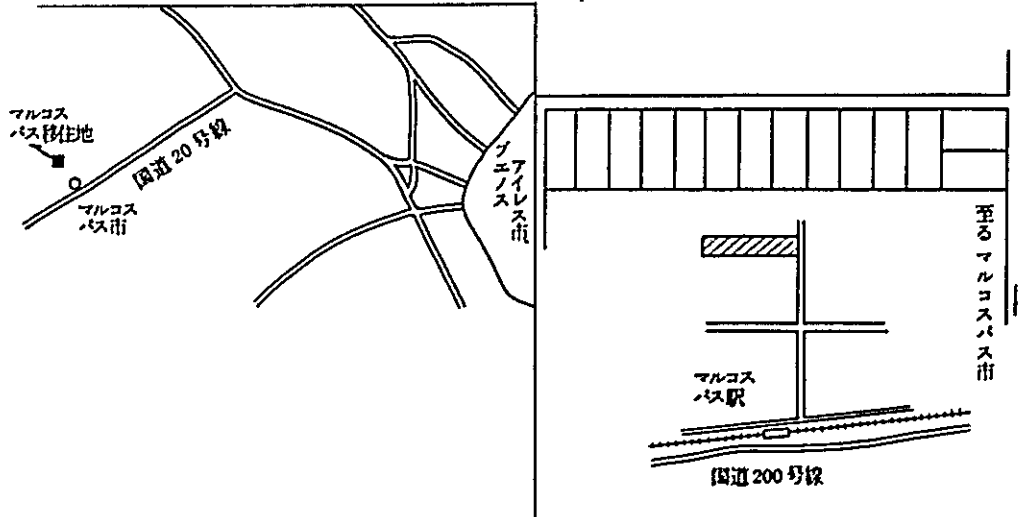 マルコス
パス移住地
国道20号線
マルコス
パス市
ブエノス
アイレス市
至るマルコスパス市
マルコス
パス駅
国道200号線